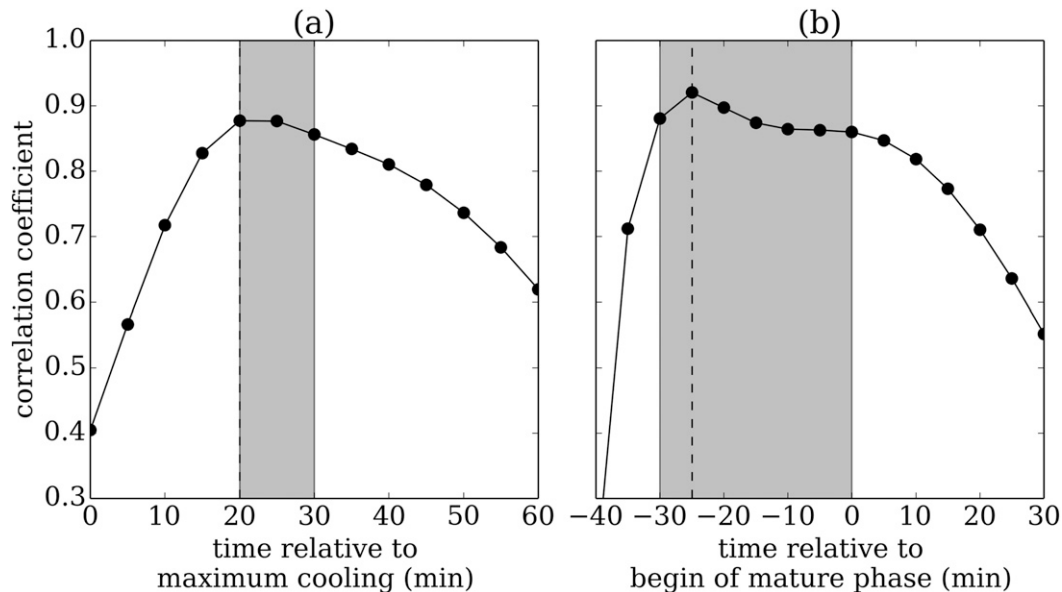 (a)
(b)
correlation coefficient
1.0
0.9
0.8
0.7
0.6
0.5
0.4
0.3
0 10 20 30 40 50 60
−40 −30 −20 −10 0 10 20 30
time relative to
maximum cooling (min)
time relative to
begin of mature phase (min)